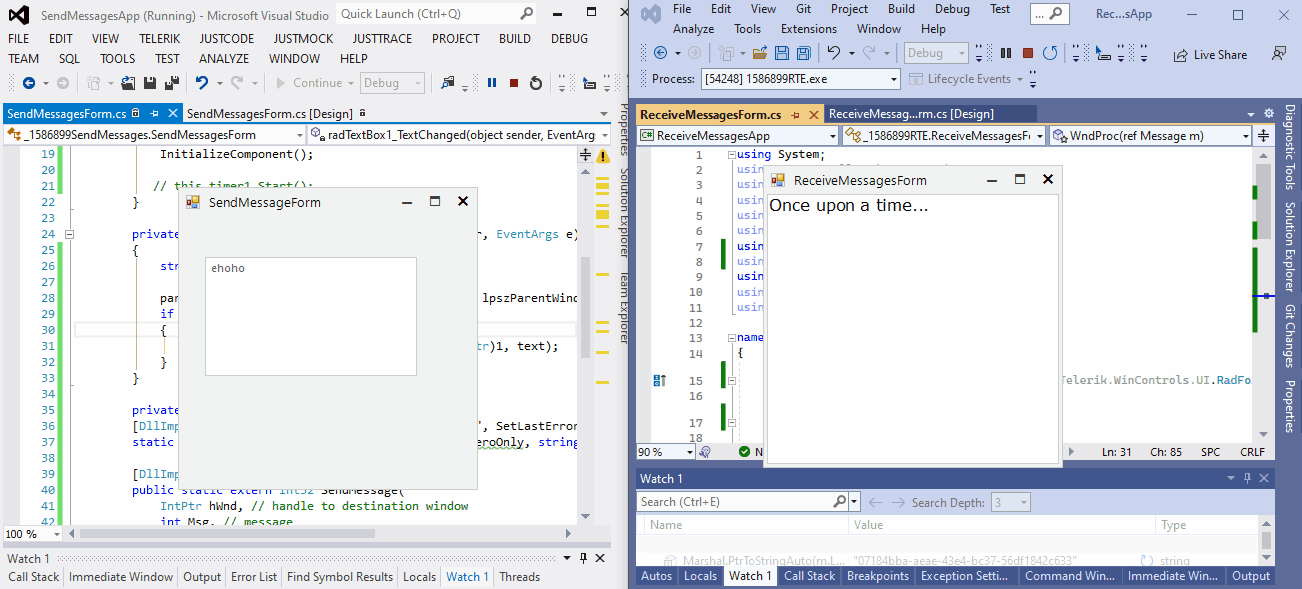 SendMessagesApp (Running) - Microsoft Visual Studio
Quick Launch (Ctrl+Q)
FILE EDIT VIEW TELERIK JUSTCODE JUSTMOCK JUSTTRACE PROJECT BUILD DEBUG
TEAM SQL TOOLS TEST ANALYZE WINDOW HELP
Continue Debug
SendMessagesForm.cs SendMessagesForm.cs [Design]
_1586899SendMessages.SendMessagesForm radTextBox1_TextChanged(object sender, EventArgs
19 InitializeComponent();
20
21 // this.timer1.Start();
22 }
23
24 private r, EventArgs e)
25 {
26 str
27
28 par lpszParentWind
29 if
30 {
31 tr)1, text);
32 }
33 }
34
35 private
36 [DllImp ", SetLastError
37 static eroOnly, string
38
39 [DllImp
40 public static extern Int32 SendMessage(
41 IntPtr hWnd, // handle to destination window
42 int Msg, // message
SendMessageForm
ehoho
100 %
Properties
Solution Explorer
Team Explorer
Watch 1
Call Stack Immediate Window Output Error List Find Symbol Results Locals Watch 1 Threads
File Edit View Git Project Build Debug Test ... Rec...sApp
Analyze Tools Extensions Window Help
Debug Live Share
Process: [54248] 1586899RTE.exe Lifecycle Events
ReceiveMessagesForm.cs ReceiveMessag...rm.cs [Design]
ReceiveMessagesApp _1586899RTE.ReceiveMessagesFo WndProc(ref Message m)
1 using System;
2 usin
3 usin
4 usin
5 usin
6 usin
7 usin
8 usin
9 usin
10 usin
11 usin
12
13 name
14 {
15 Telerik.WinControls.UI.RadFo
16
17
18
ReceiveMessagesForm
Once upon a time...
90 % N Ln: 31 Ch: 85 SPC CRLF
Diagnostic Tools
Solution Explorer
Git Changes
Properties
Watch 1
Search (Ctrl+E) Search Depth: 3
Name Value Type
Marshal.PtrToStringAuto(m.L... "07184bba-aeae-43e4-bc37-56df1842c633" string
Autos Locals Watch 1 Call Stack Breakpoints Exception Setti... Command Win... Immediate Win... Output